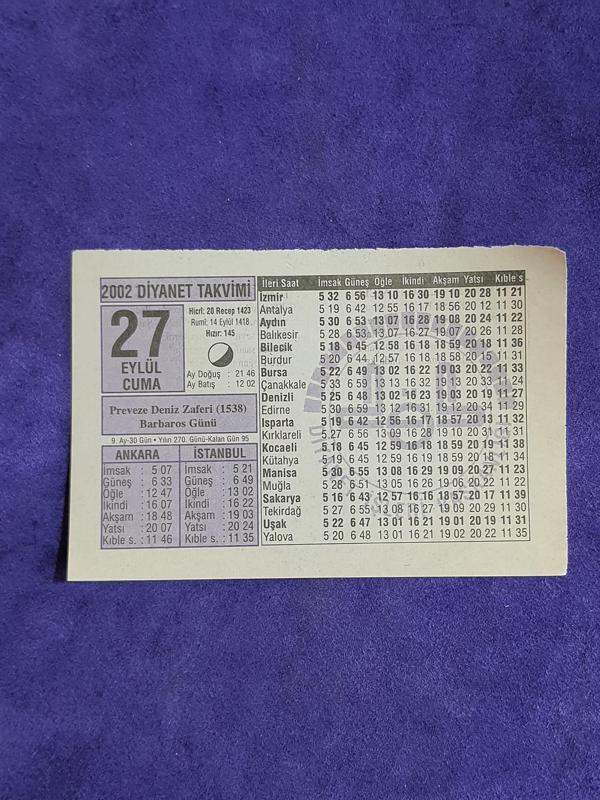 2002 DİYANET TAKVİMİ
27
EYLÜL
CUMA
Hicri: 20 Recep 1423
Rumî: 14 Eylül 1418
Hızır: 145
Ay Doğuş : 21 46
Ay Batış : 12 02
Preveze Deniz Zaferi (1538)
Barbaros Günü
9. Ay-30 Gün • Yılın 270. Günü-Kalan Gün 95
ANKARA
İmsak : 5 07
Güneş : 6 33
Öğle : 12 47
İkindi : 16 07
Akşam : 18 48
Yatsı : 20 07
Kıble s. : 11 46
İSTANBUL
İmsak : 5 21
Güneş : 6 49
Öğle : 13 02
İkindi : 16 22
Akşam : 19 03
Yatsı : 20 24
Kıble s. : 11 35
İleri Saat İmsak Güneş Öğle İkindi Akşam Yatsı Kıble s
İzmir 5 32 6 56 13 10 16 30 19 10 20 28 11 21
Antalya 5 19 6 42 12 55 16 16 18 56 20 12 11 30
Aydın 5 30 6 53 13 07 16 28 19 08 20 24 11 22
Balıkesir 5 28 6 53 13 07 16 27 19 07 20 26 11 28
Bilecik 5 18 6 45 12 58 16 18 18 59 20 18 11 36
Burdur 5 20 6 44 12 57 16 18 18 58 20 15 11 31
Bursa 5 22 6 49 13 02 16 22 19 03 20 22 11 33
Çanakkale 5 33 6 59 13 13 16 32 19 13 20 33 11 24
Denizli 5 25 6 48 13 02 16 23 19 03 20 19 11 27
Edirne 5 30 6 59 13 12 16 31 19 12 20 34 11 29
Isparta 5 19 6 42 12 56 16 17 18 57 20 13 11 31
Kırklareli 5 27 6 56 13 09 16 28 19 10 20 31 11 31
Kocaeli 5 18 6 45 12 59 16 18 18 59 20 19 11 38
Kütahya 5 19 6 45 12 59 16 19 18 59 20 18 11 34
Manisa 5 30 6 55 13 08 16 29 19 09 20 27 11 23
Muğla 5 28 6 51 13 05 16 26 19 06 20 22 11 22
Sakarya 5 16 6 43 12 57 16 16 18 57 20 17 11 39
Tekirdağ 5 27 6 55 13 08 16 27 19 09 20 30 11 31
Uşak 5 22 6 47 13 01 16 21 19 01 20 19 11 31
Yalova 5 20 6 48 13 01 16 21 19 02 20 22 11 35